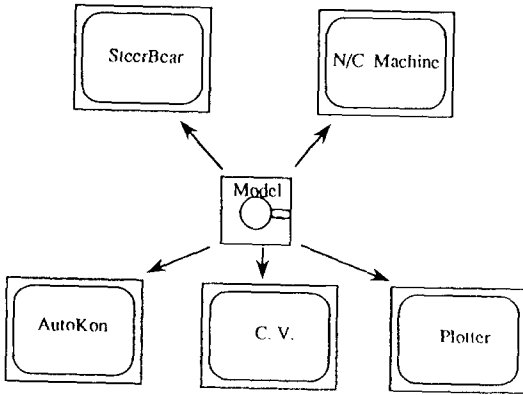 SteerBear
N/C Machine
Model
AutoKon
C. V.
Plotter